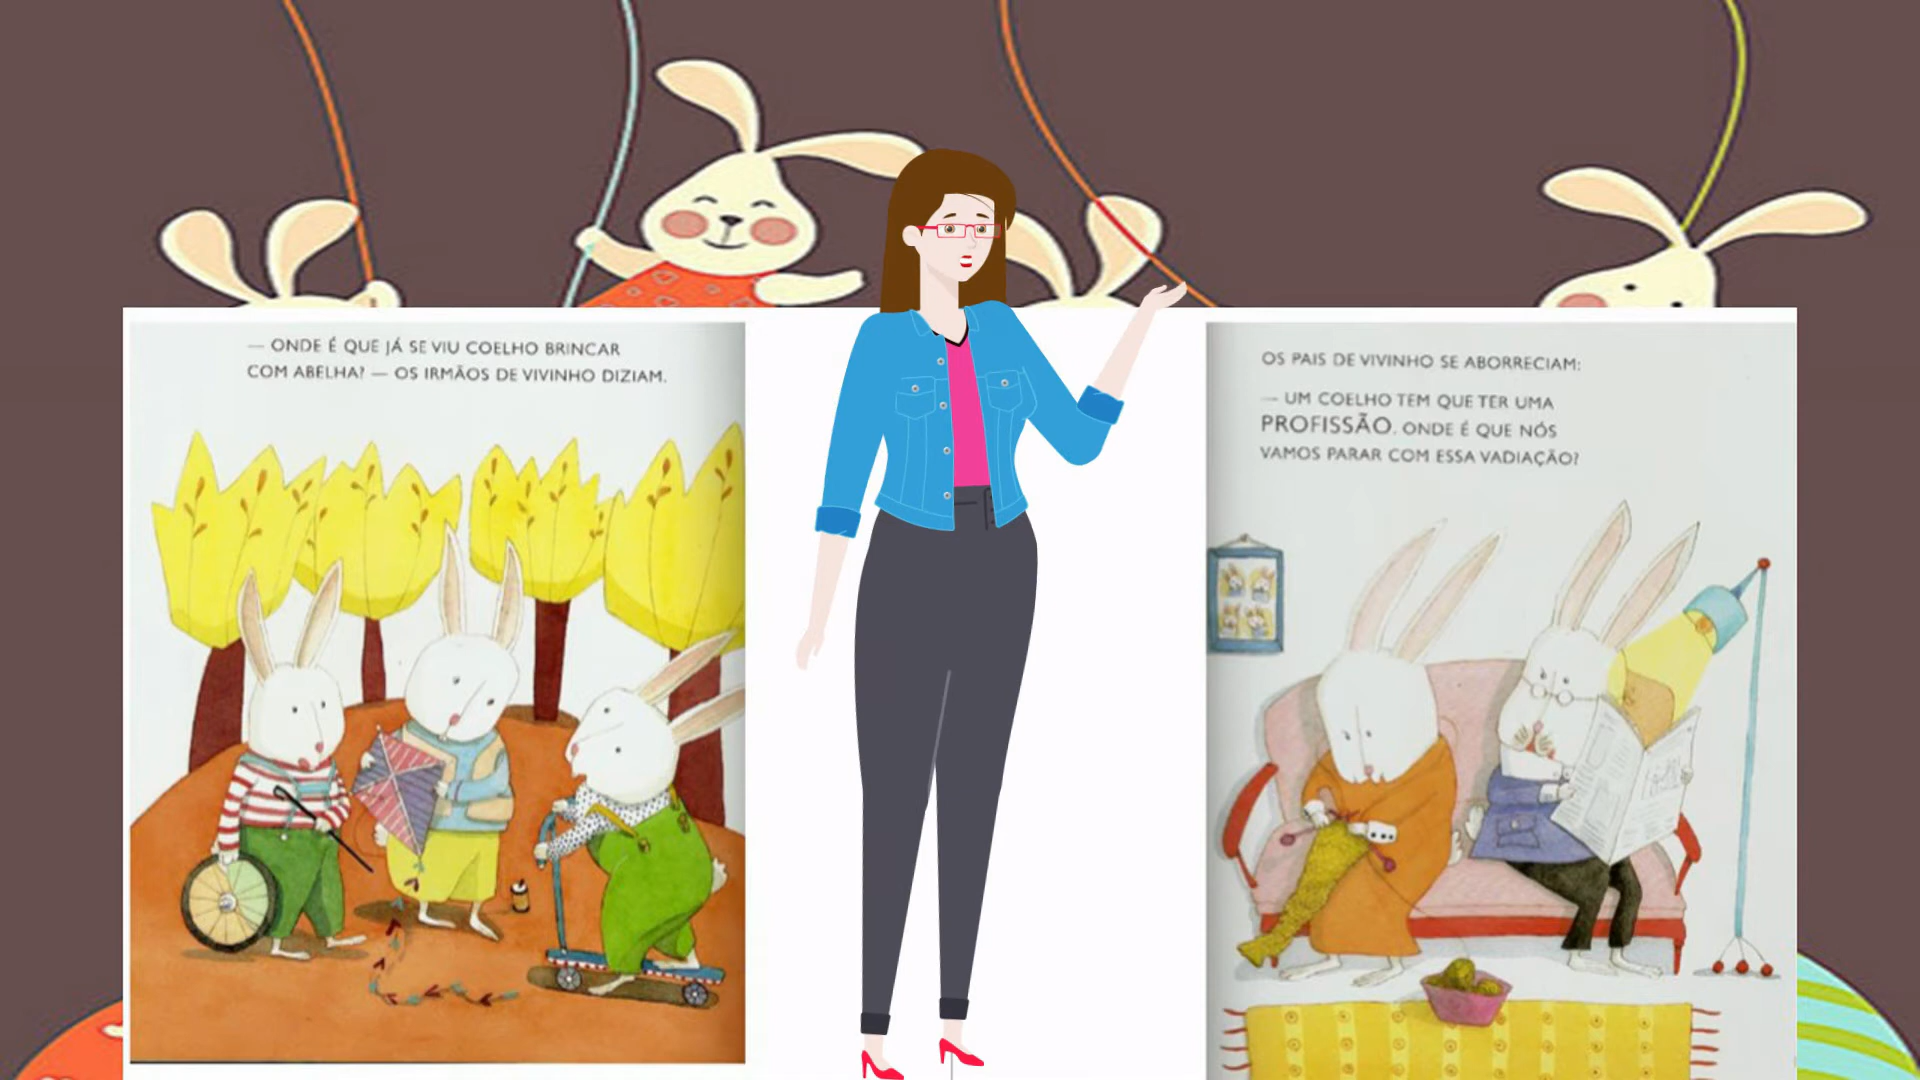 — ONDE É QUE JÁ SE VIU COELHO BRINCAR
COM ABELHA? — OS IRMÃOS DE VIVINHO DIZIAM.
OS PAIS DE VIVINHO SE ABORRECIAM:
— UM COELHO TEM QUE TER UMA
PROFISSÃO. ONDE É QUE NÓS
VAMOS PARAR COM ESSA VADIAÇÃO?